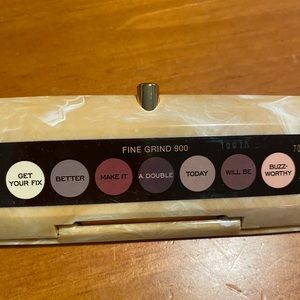 FINE GRIND 900
GET
YOUR FIX
BETTER
MAKE IT
A DOUBLE
TODAY
WILL BE
BUZZ-
WORTHY